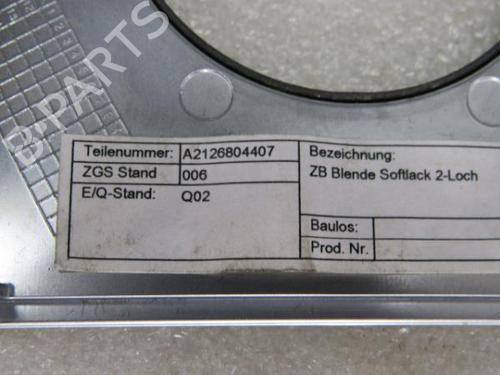 B-PARTS
Teilenummer: A2126804407
ZGS Stand 006
E/Q-Stand: Q02
Bezeichnung:
ZB Blende Softlack 2-Loch
Baulos:
Prod. Nr.